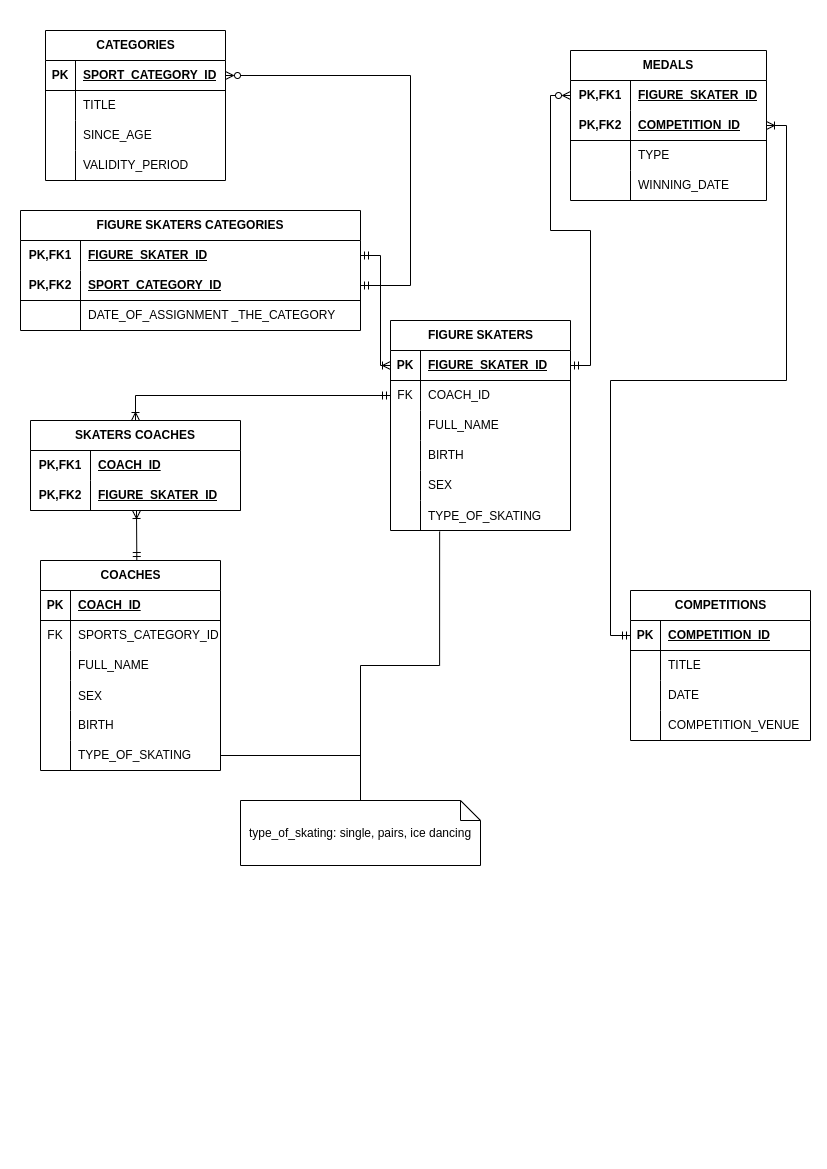 CATEGORIES
PK SPORT_CATEGORY_ID
TITLE
SINCE_AGE
VALIDITY_PERIOD
MEDALS
PK,FK1 FIGURE_SKATER_ID
PK,FK2 COMPETITION_ID
TYPE
WINNING_DATE
FIGURE SKATERS CATEGORIES
PK,FK1 FIGURE_SKATER_ID
PK,FK2 SPORT_CATEGORY_ID
DATE_OF_ASSIGNMENT _THE_CATEGORY
FIGURE SKATERS
PK FIGURE_SKATER_ID
FK COACH_ID
FULL_NAME
BIRTH
SEX
TYPE_OF_SKATING
SKATERS COACHES
PK,FK1 COACH_ID
PK,FK2 FIGURE_SKATER_ID
COACHES
PK COACH_ID
FK SPORTS_CATEGORY_ID
FULL_NAME
SEX
BIRTH
TYPE_OF_SKATING
COMPETITIONS
PK COMPETITION_ID
TITLE
DATE
COMPETITION_VENUE
type_of_skating: single, pairs, ice dancing